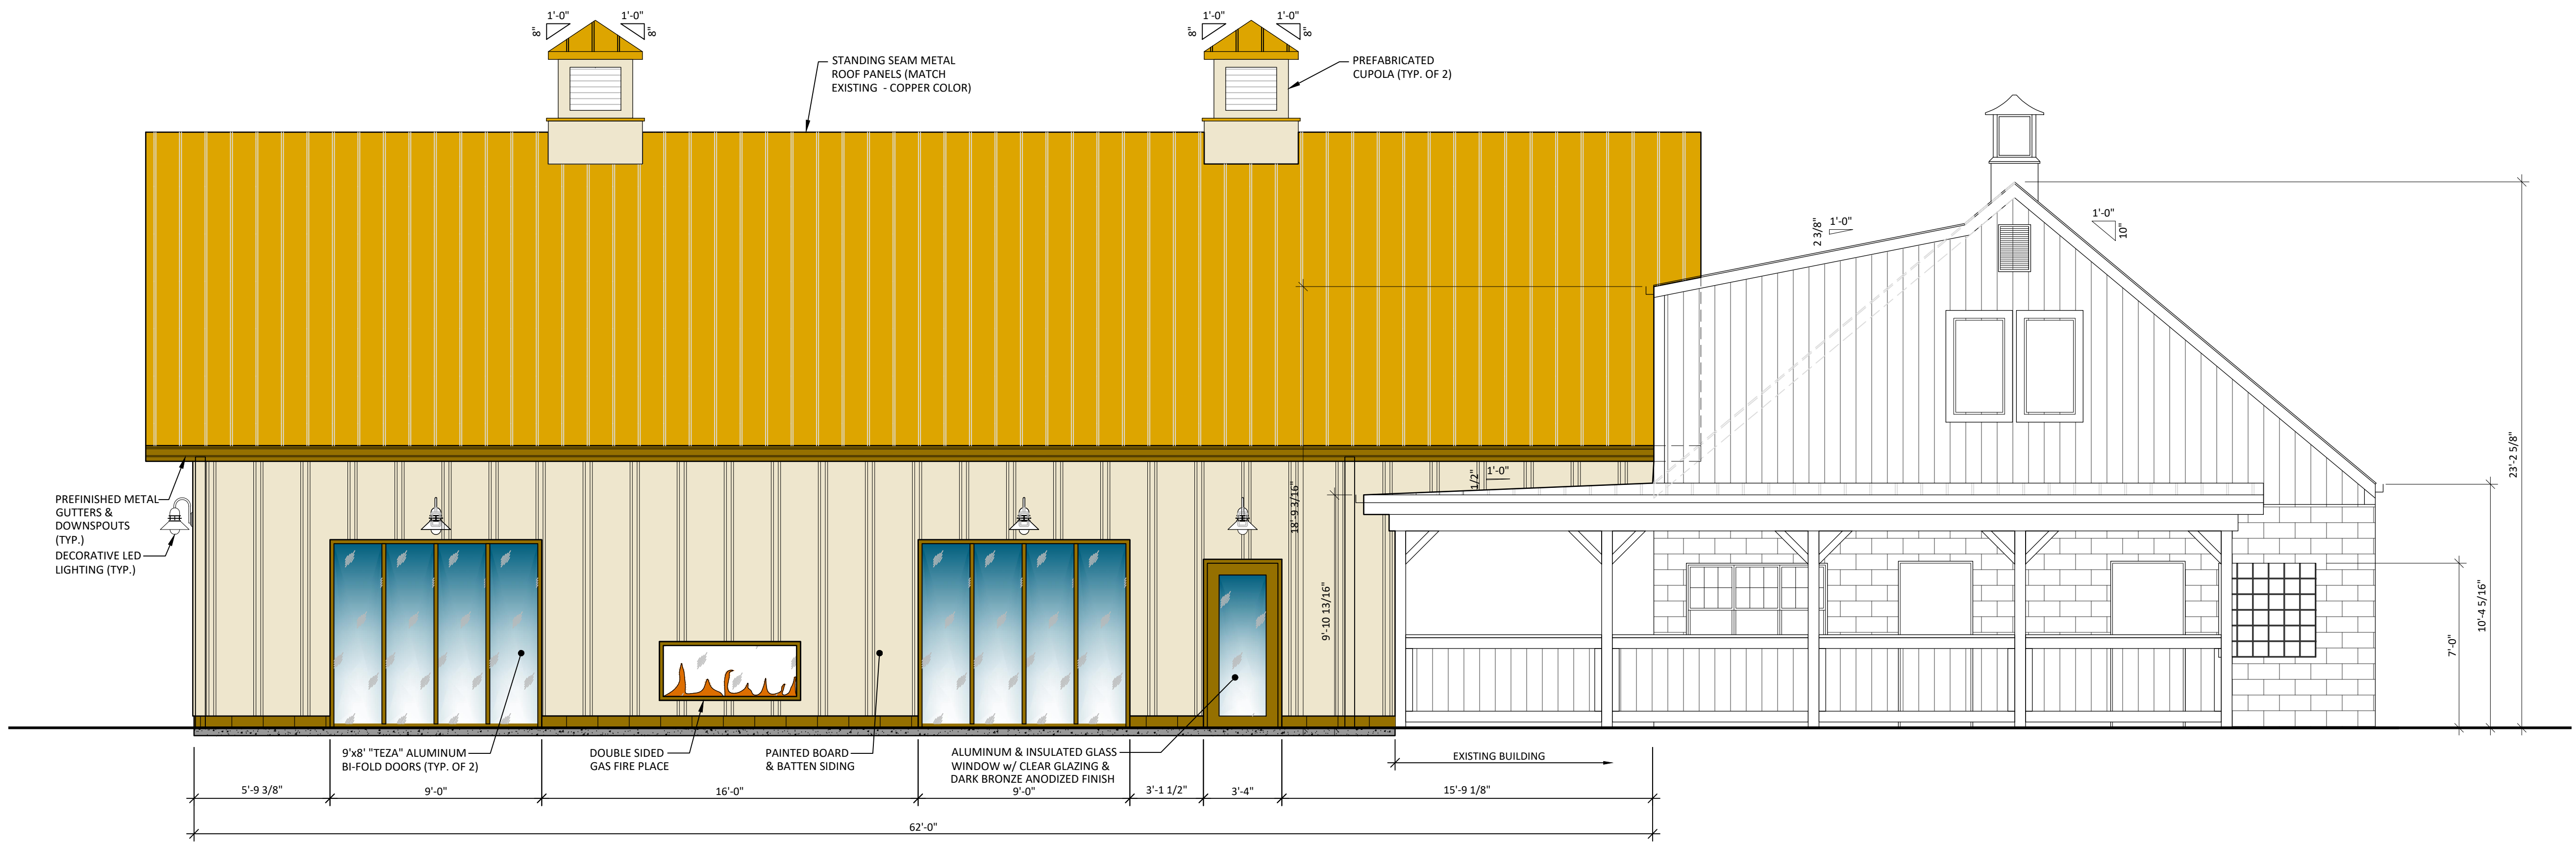 1'-0"
1'-0"
8"
8"
1'-0"
1'-0"
8"
8"
STANDING SEAM METAL
ROOF PANELS (MATCH
EXISTING - COPPER COLOR)
PREFABRICATED
CUPOLA (TYP. OF 2)
2 3/8"
1'-0"
1'-0"
10"
23'-2 5/8"
1/2"
1'-0"
18'-9 3/16"
9'-10 13/16"
10'-4 5/16"
7'-0"
PREFINISHED METAL
GUTTERS &
DOWNSPOUTS
(TYP.)
DECORATIVE LED
LIGHTING (TYP.)
9'x8' "TEZA" ALUMINUM
BI-FOLD DOORS (TYP. OF 2)
DOUBLE SIDED
GAS FIRE PLACE
PAINTED BOARD
& BATTEN SIDING
ALUMINUM & INSULATED GLASS
WINDOW w/ CLEAR GLAZING &
DARK BRONZE ANODIZED FINISH
EXISTING BUILDING
5'-9 3/8"
9'-0"
16'-0"
9'-0"
3'-1 1/2"
3'-4"
15'-9 1/8"
62'-0"